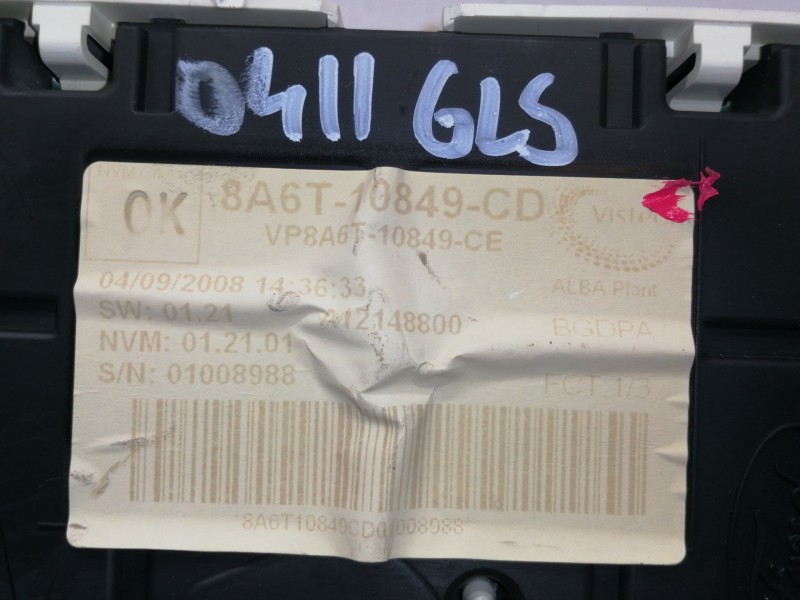 0411 GLS
OK
8A6T-10849-CD
VP8A6T-10849-CE
04/09/2008 14:36:33
ALBA Plant
SW: 01.21
A12148800
BGDPA
NVM: 01.21.01
S/N: 01008988
FCT 1/3
8A6T10849CD01008988